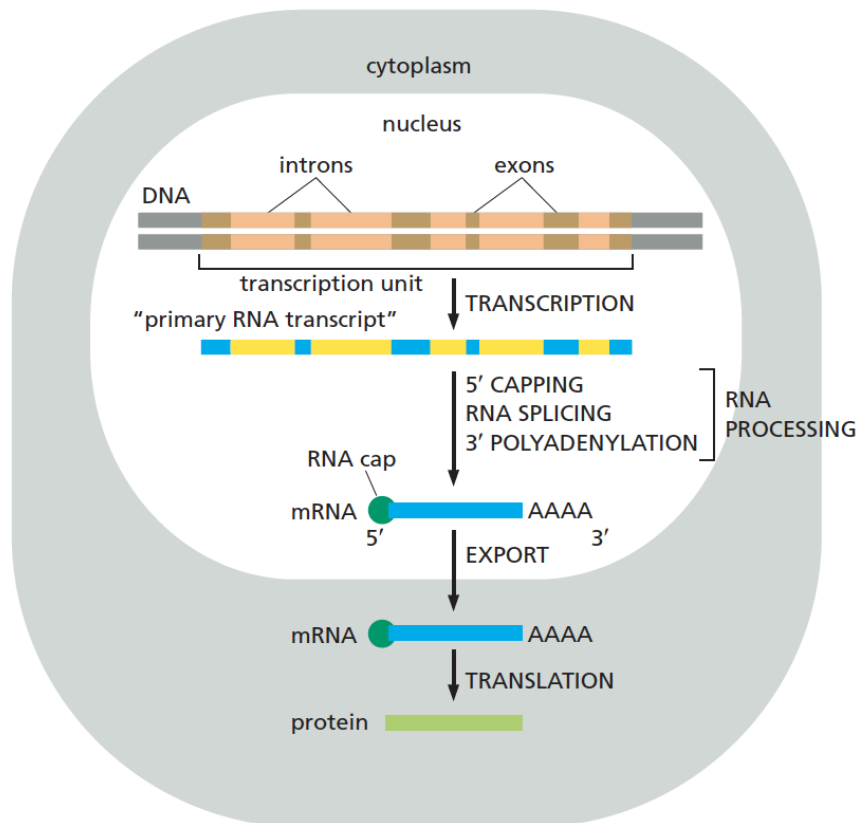 cytoplasm
nucleus
introns exons
DNA
transcription unit
TRANSCRIPTION
“primary RNA transcript”
5′ CAPPING
RNA SPLICING
3′ POLYADENYLATION
RNA
PROCESSING
RNA cap
mRNA AAAA
5′ 3′
EXPORT
mRNA AAAA
TRANSLATION
protein